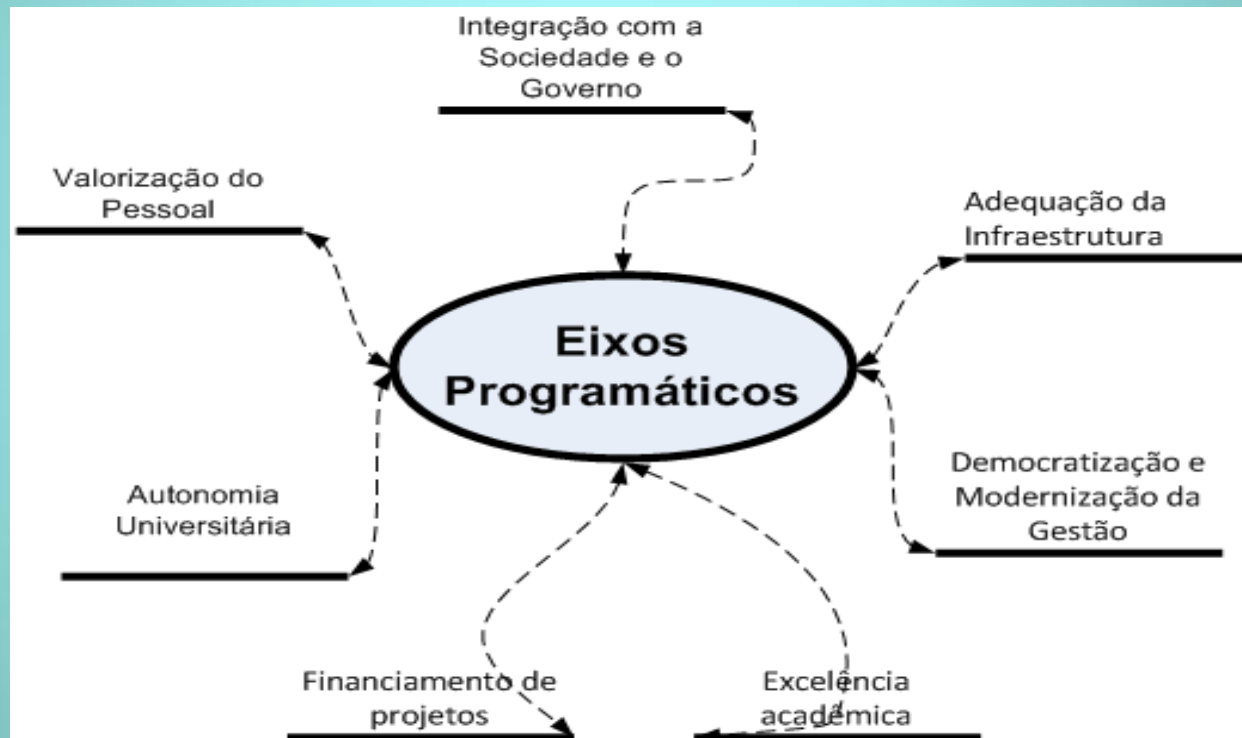 Integração com a
Sociedade e o
Governo
Valorização do
Pessoal
Adequação da
Infraestrutura
Eixos
Programáticos
Autonomia
Universitária
Democratização e
Modernização da
Gestão
Financiamento de
projetos
Excelência
acadêmica